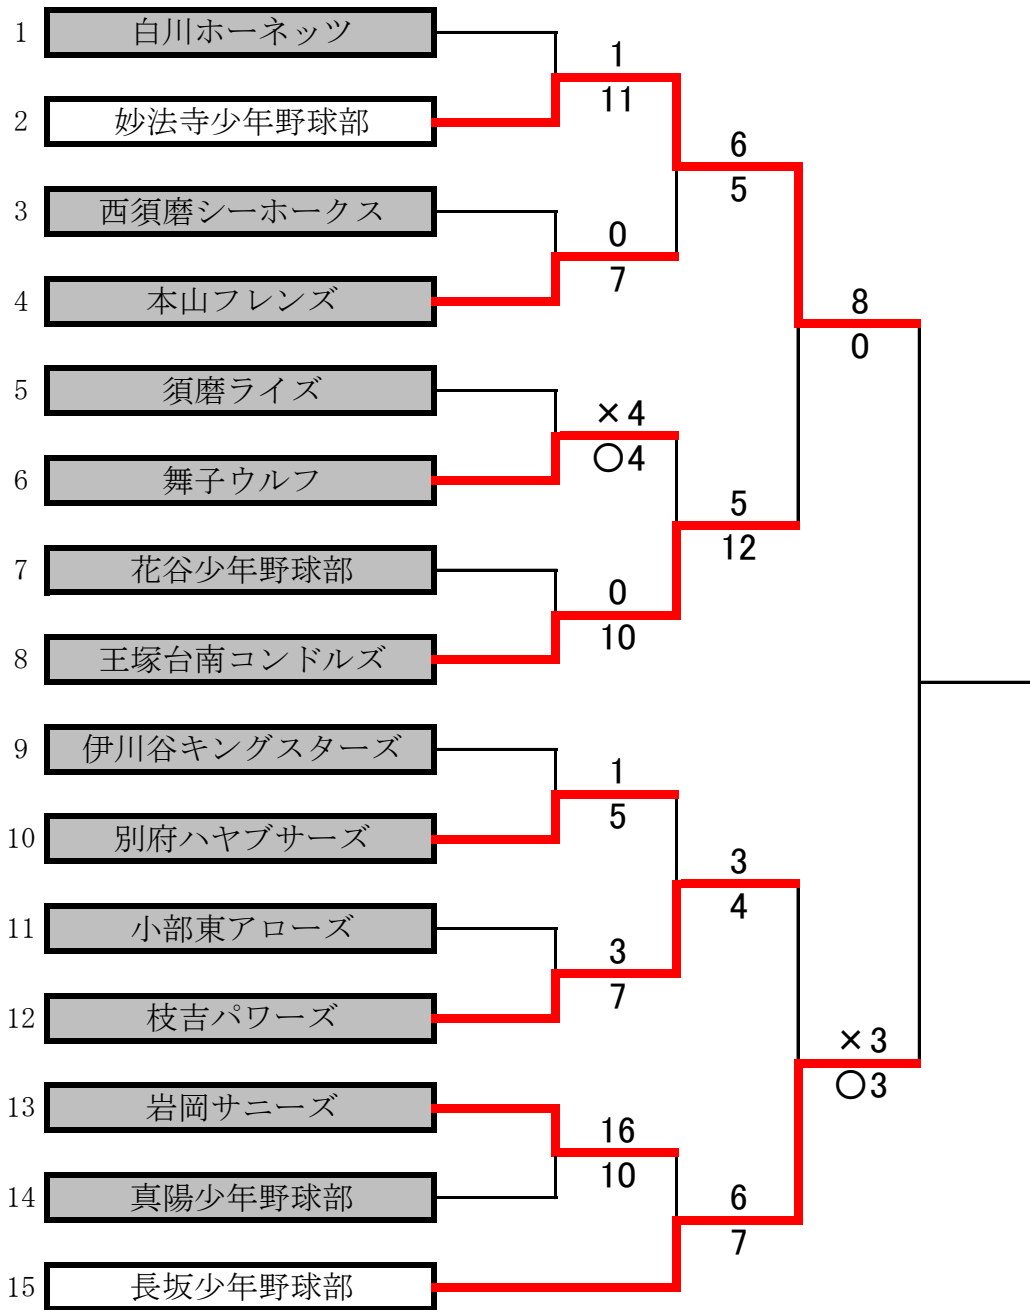 1 白川ホーネッツ
1
2 妙法寺少年野球部
11
6
5
3 西須磨シーホークス
0
4 本山フレンズ
7
8
0
5 須磨ライズ
×4
6 舞子ウルフ
○4
5
12
7 花谷少年野球部
0
8 王塚台南コンドルズ
10
9 伊川谷キングスターズ
1
10 別府ハヤブサーズ
5
3
4
11 小部東アローズ
3
12 枝吉パワーズ
7
×3
○3
13 岩岡サニーズ
16
14 真陽少年野球部
10
6
7
15 長坂少年野球部